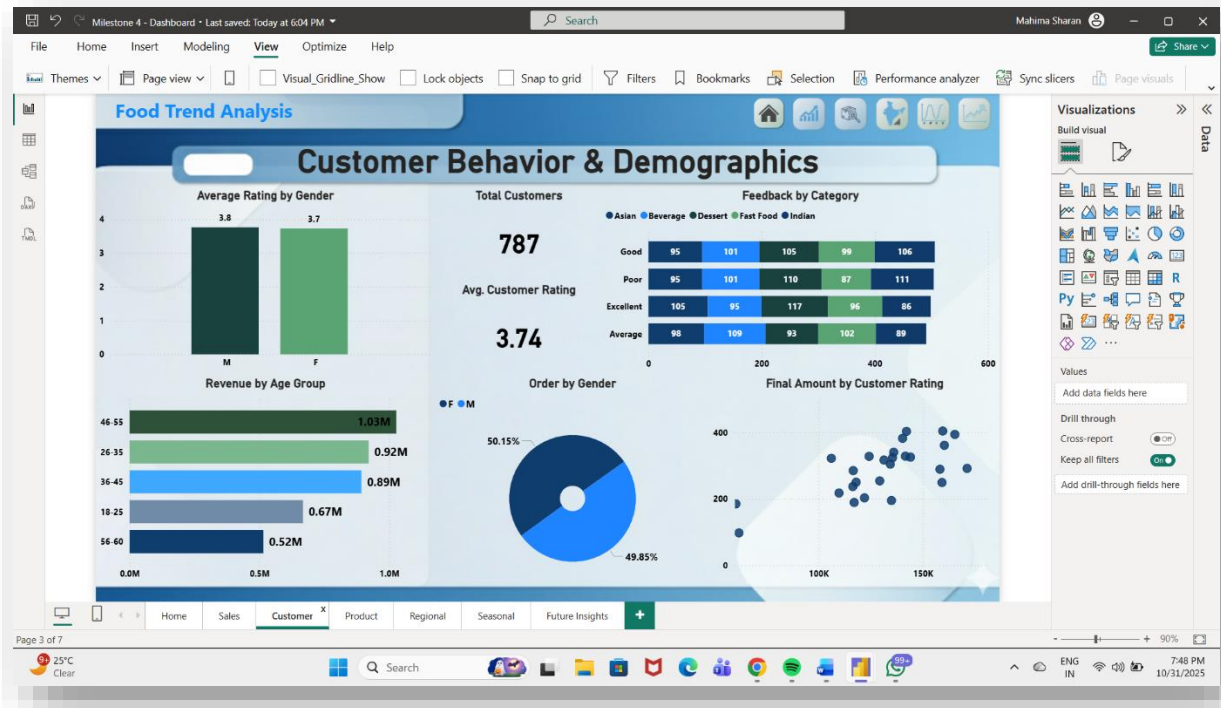 Milestone 4 - Dashboard • Last saved: Today at 6:04 PM
Search
Mahima Sharan
File Home Insert Modeling View Optimize Help
Share
Themes Page view Visual_Gridline_Show Lock objects Snap to grid Filters Bookmarks Selection Performance analyzer Sync slicers Page visuals
Food Trend Analysis
Customer Behavior & Demographics
Average Rating by Gender
4
3
2
1
0
3.8 3.7
M F
Total Customers
787
Avg. Customer Rating
3.74
Feedback by Category
Asian Beverage Dessert Fast Food Indian
Good 95 101 105 99 106
Poor 95 101 110 87 111
Excellent 105 95 117 96 86
Average 98 109 93 102 89
0 200 400 600
Revenue by Age Group
46-55 1.03M
26-35 0.92M
36-45 0.89M
18-25 0.67M
56-60 0.52M
0.0M 0.5M 1.0M
Order by Gender
F M
50.15%
49.85%
Final Amount by Customer Rating
400
200
0
100K 150K
Visualizations
Build visual
R
Py
Values
Add data fields here
Drill through
Cross-report Off
Keep all filters On
Add drill-through fields here
Data
Home Sales Customer x Product Regional Seasonal Future Insights +
Page 3 of 7
- + 90%
9+ 25°C
Clear
Search
99+
ENG
IN
7:48 PM
10/31/2025